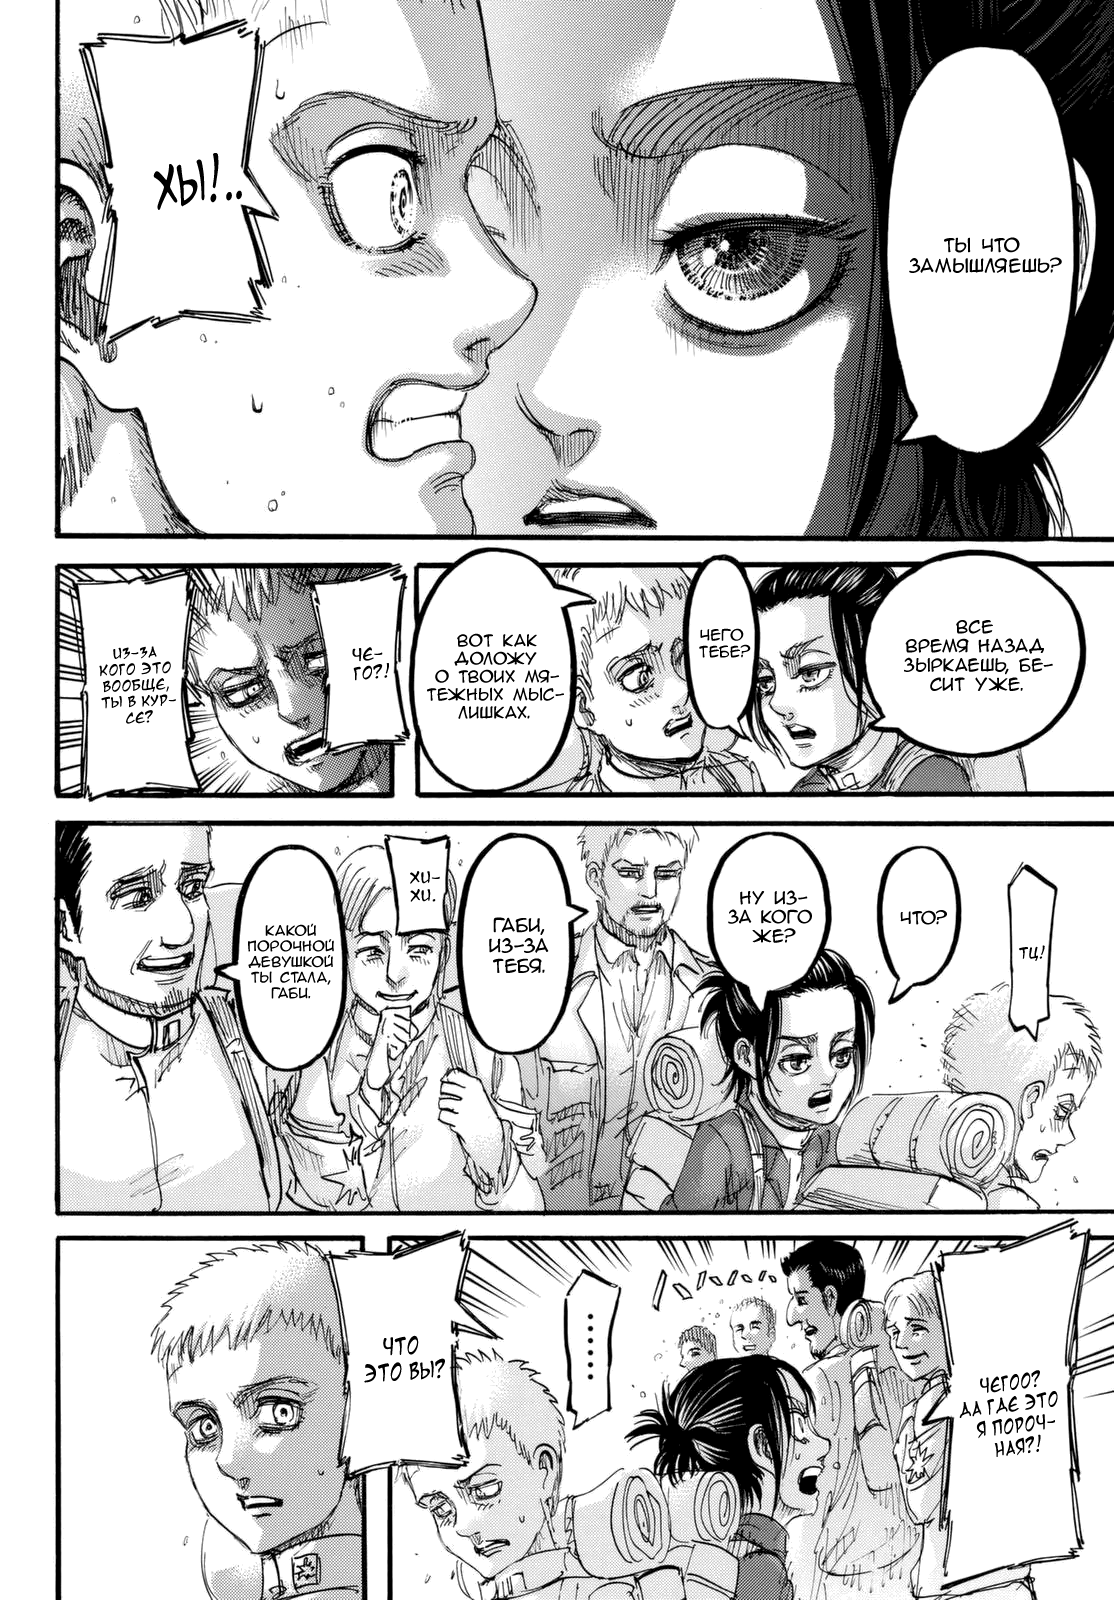 ТЫ ЧТО
ЗАМЫШЛЯЕШЬ?
ХЫ!..
ВСЕ
ВРЕМЯ НАЗАД
ЗЫРКАЕШЬ, БЕ-
СИТ УЖЕ.
ЧЕГО
ТЕБЕ?
ВОТ КАК
ДОЛОЖУ
О ТВОИХ МЯ-
ТЕЖНЫХ МЫС-
ЛИШКАХ.
ЧЕ-
ГО?!
ИЗ-ЗА
КОГО ЭТО
ВООБЩЕ,
ТЫ В КУР-
СЕ?
ТЦ!
ЧТО?
НУ ИЗ-
ЗА КОГО
ЖЕ?
ГАБИ,
ИЗ-ЗА
ТЕБЯ.
ХИ-
ХИ.
КАКОЙ
ПОРОЧНОЙ
ДЕВУШКОЙ
ТЫ СТАЛА,
ГАБИ.
ЧЕГОО?
ДА ГДЕ ЭТО
Я ПОРОЧ-
НАЯ?!
......
ЧТО
ЭТО ВЫ?